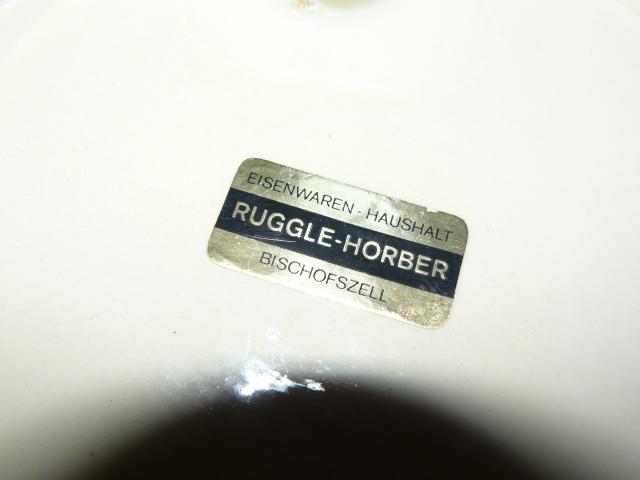 EISENWAREN - HAUSHALT
RUGGLE-HORBER
BISCHOFSZELL